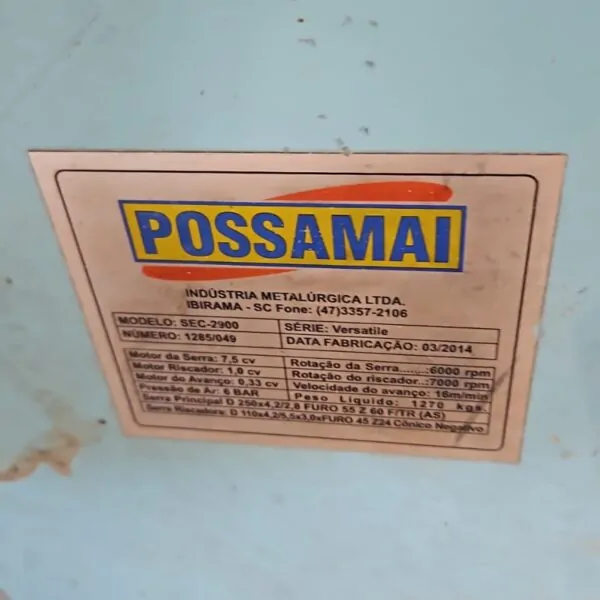 POSSAMAI
INDÚSTRIA METALÚRGICA LTDA.
IBIRAMA - SC Fone: (47)3357-2106
MODELO: SEC-2900 SÉRIE: Versatile
NÚMERO: 1285/049 DATA FABRICAÇÃO: 03/2014
Motor da Serra: 7,5 cv Rotação da Serra......:6000 rpm
Motor Riscador: 1,0 cv Rotação do riscador..:7000 rpm
Motor do Avanço: 0,33 cv Velocidade do avanço: 16m/min
Pressão de Ar: 6 BAR Peso Líquido: 1270 kgs.
Serra Principal D 250x4,2/2,8 FURO 55 Z 60 F/TR (AS)
Serra Riscadora: D 110x4,2/5,5x3,0xFURO 45 Z24 Cônico Negativo